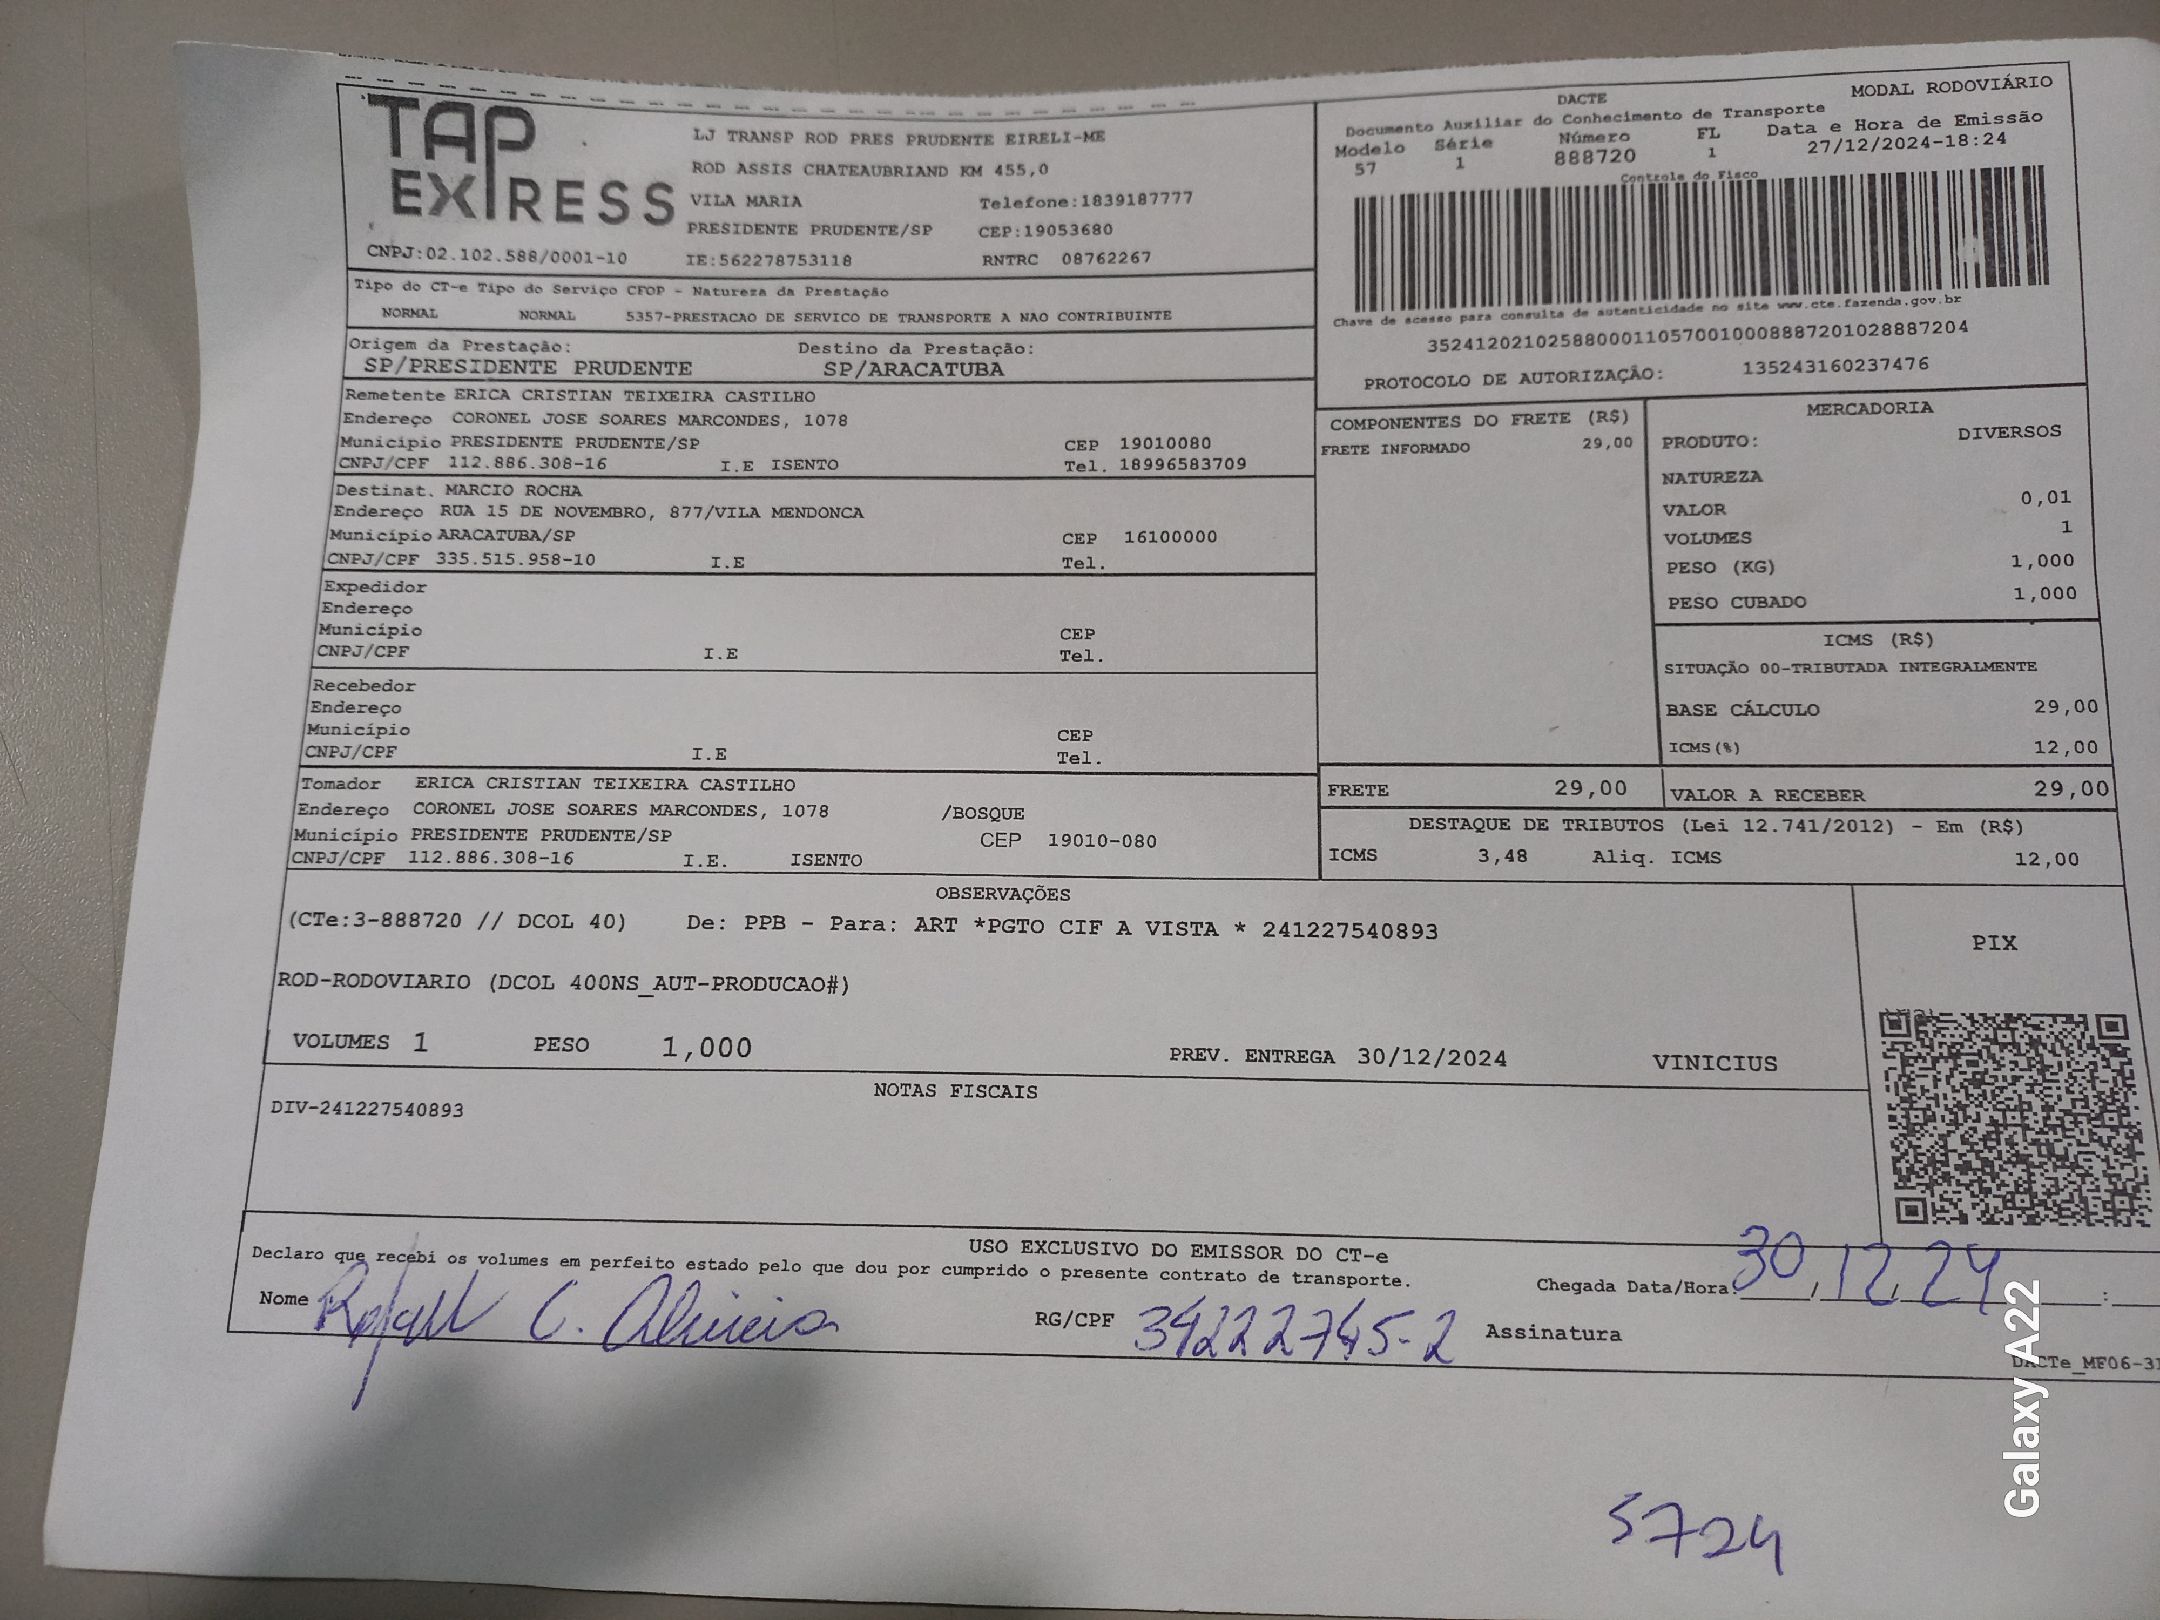 TAP EXPRESS
LJ TRANSP ROD PRES PRUDENTE EIRELI-ME
ROD ASSIS CHATEAUBRIAND KM 455,0
VILA MARIA Telefone:1839187777
PRESIDENTE PRUDENTE/SP CEP:19053680
CNPJ:02.102.588/0001-10 IE:562278753118 RNTRC 08762267
DACTE MODAL RODOVIÁRIO
Documento Auxiliar do Conhecimento de Transporte
Modelo Série Número FL Data e Hora de Emissão
57 1 888720 1 27/12/2024-18:24
Controle do Fisco
Chave de acesso para consulta de autenticidade no site www.cte.fazenda.gov.br
35241202102588000110570010008887201028887204
PROTOCOLO DE AUTORIZAÇÃO: 135243160237476
Tipo do CT-e Tipo do Serviço CFOP - Natureza da Prestação
NORMAL NORMAL 5357-PRESTACAO DE SERVICO DE TRANSPORTE A NAO CONTRIBUINTE
Origem da Prestação: Destino da Prestação:
SP/PRESIDENTE PRUDENTE SP/ARACATUBA
Remetente ERICA CRISTIAN TEIXEIRA CASTILHO
Endereço CORONEL JOSE SOARES MARCONDES, 1078
Município PRESIDENTE PRUDENTE/SP CEP 19010080
CNPJ/CPF 112.886.308-16 I.E ISENTO Tel. 18996583709
Destinat. MARCIO ROCHA
Endereço RUA 15 DE NOVEMBRO, 877/VILA MENDONCA
Município ARACATUBA/SP CEP 16100000
CNPJ/CPF 335.515.958-10 I.E Tel.
Expedidor
Endereço
Município CEP
CNPJ/CPF I.E Tel.
Recebedor
Endereço
Município CEP
CNPJ/CPF I.E Tel.
Tomador ERICA CRISTIAN TEIXEIRA CASTILHO
Endereço CORONEL JOSE SOARES MARCONDES, 1078 /BOSQUE
Município PRESIDENTE PRUDENTE/SP CEP 19010-080
CNPJ/CPF 112.886.308-16 I.E. ISENTO
COMPONENTES DO FRETE (R$)
FRETE INFORMADO 29,00
MERCADORIA
PRODUTO: DIVERSOS
NATUREZA
VALOR 0,01
VOLUMES 1
PESO (KG) 1,000
PESO CUBADO 1,000
ICMS (R$)
SITUAÇÃO 00-TRIBUTADA INTEGRALMENTE
BASE CÁLCULO 29,00
ICMS(%) 12,00
FRETE 29,00 VALOR A RECEBER 29,00
DESTAQUE DE TRIBUTOS (Lei 12.741/2012) - Em (R$)
ICMS 3,48 Aliq. ICMS 12,00
OBSERVAÇÕES
(CTe:3-888720 // DCOL 40) De: PPB - Para: ART *PGTO CIF A VISTA * 241227540893
ROD-RODOVIARIO (DCOL 400NS_AUT-PRODUCAO#)
VOLUMES 1 PESO 1,000 PREV. ENTREGA 30/12/2024 VINICIUS
PIX
NOTAS FISCAIS
DIV-241227540893
USO EXCLUSIVO DO EMISSOR DO CT-e
Declaro que recebi os volumes em perfeito estado pelo que dou por cumprido o presente contrato de transporte.
Chegada Data/Hora: 30/12/24 :
Nome Rafael C. Oliveira RG/CPF 34222745-2 Assinatura
DACTe_MF06-31
5724
Galaxy A22